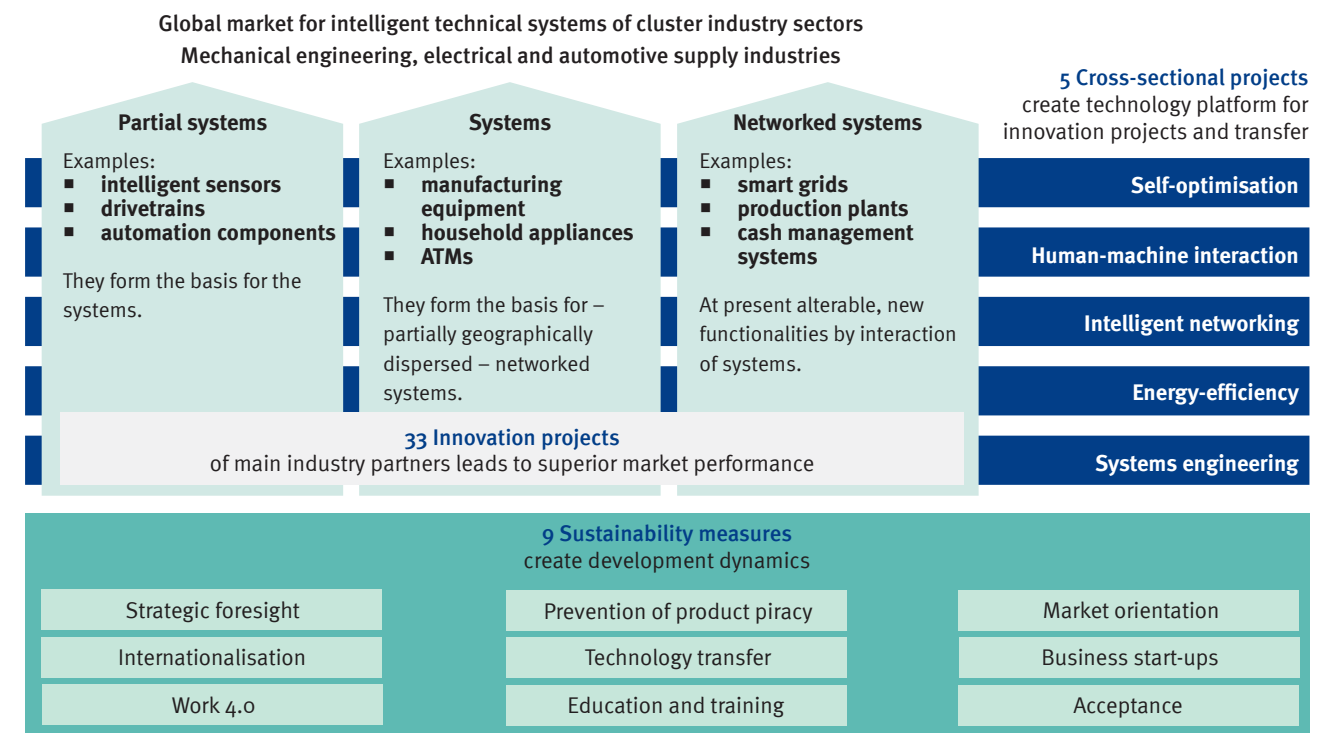 Global market for intelligent technical systems of cluster industry sectors
Mechanical engineering, electrical and automotive supply industries
5 Cross-sectional projects
create technology platform for
innovation projects and transfer
Partial systems
Examples:
▪ intelligent sensors
▪ drivetrains
▪ automation components
They form the basis for the
systems.
Systems
Examples:
▪ manufacturing
equipment
▪ household appliances
▪ ATMs
They form the basis for –
partially geographically
dispersed – networked
systems.
Networked systems
Examples:
▪ smart grids
▪ production plants
▪ cash management
systems
At present alterable, new
functionalities by interaction
of systems.
Self-optimisation
Human-machine interaction
Intelligent networking
Energy-efficiency
Systems engineering
33 Innovation projects
of main industry partners leads to superior market performance
9 Sustainability measures
create development dynamics
Strategic foresight
Internationalisation
Work 4.0
Prevention of product piracy
Technology transfer
Education and training
Market orientation
Business start-ups
Acceptance